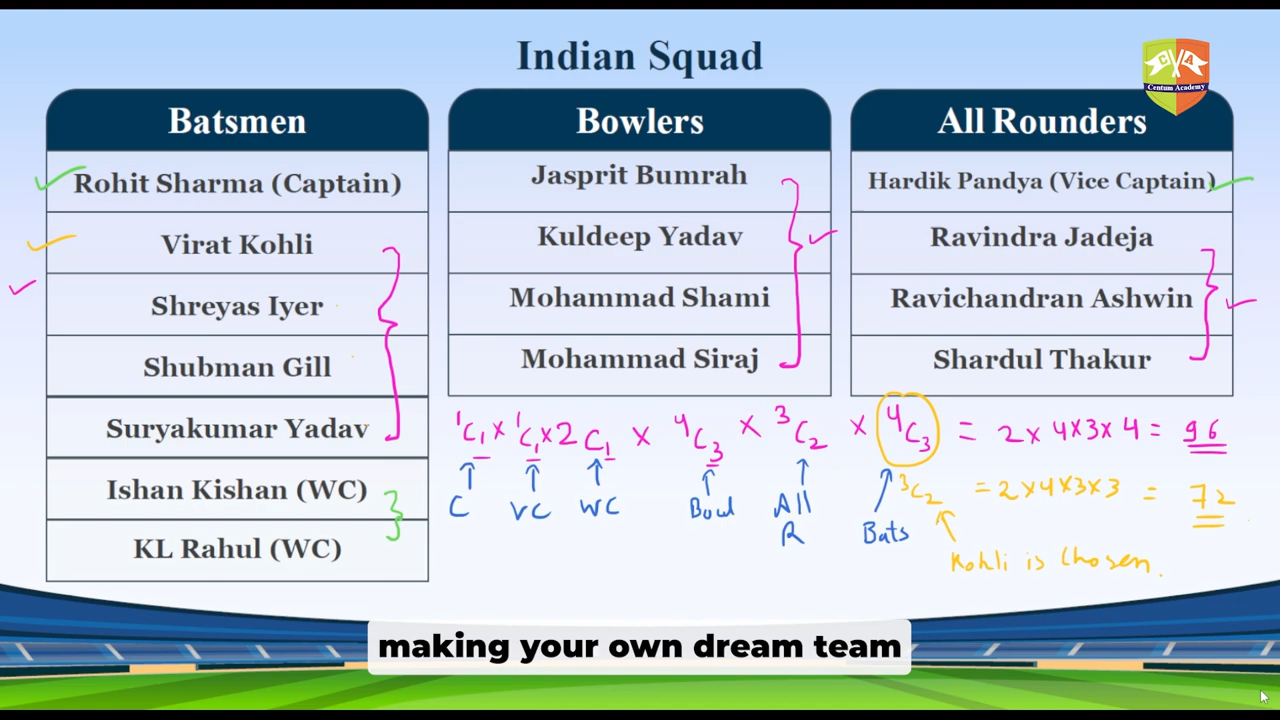 Indian Squad
CA
Centum Academy
Batsmen
Rohit Sharma (Captain)
Virat Kohli
Shreyas Iyer
Shubman Gill
Suryakumar Yadav
Ishan Kishan (WC)
KL Rahul (WC)
Bowlers
Jasprit Bumrah
Kuldeep Yadav
Mohammad Shami
Mohammad Siraj
All Rounders
Hardik Pandya (Vice Captain)
Ravindra Jadeja
Ravichandran Ashwin
Shardul Thakur
¹C₁ × ¹C₁ × 2C₁ × ⁴C₃ × ³C₂ × ⁴C₃ = 2 × 4 × 3 × 4 = 96
³C₂ = 2 × 4 × 3 × 3 = 72
C VC WC Bowl All R Bats
Kohli is chosen.
making your own dream team